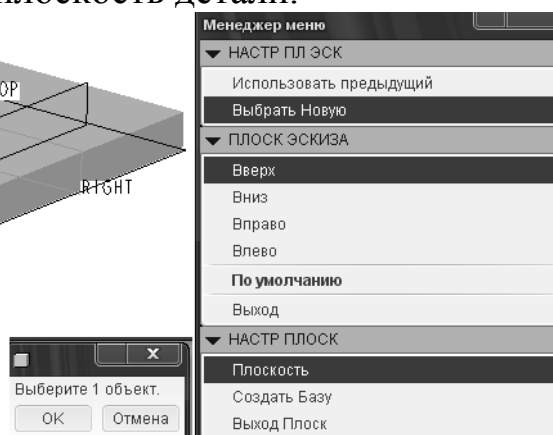 плоскость детали.
Менеджер меню
НАСТР ПЛ ЭСК
Использовать предыдущий
Выбрать Новую
ПЛОСК ЭСКИЗА
Вверх
Вниз
Вправо
Влево
По умолчанию
Выход
НАСТР ПЛОСК
Плоскость
Создать Базу
Выход Плоск
OP
RIGHT
Выберите 1 объект.
OK
Отмена